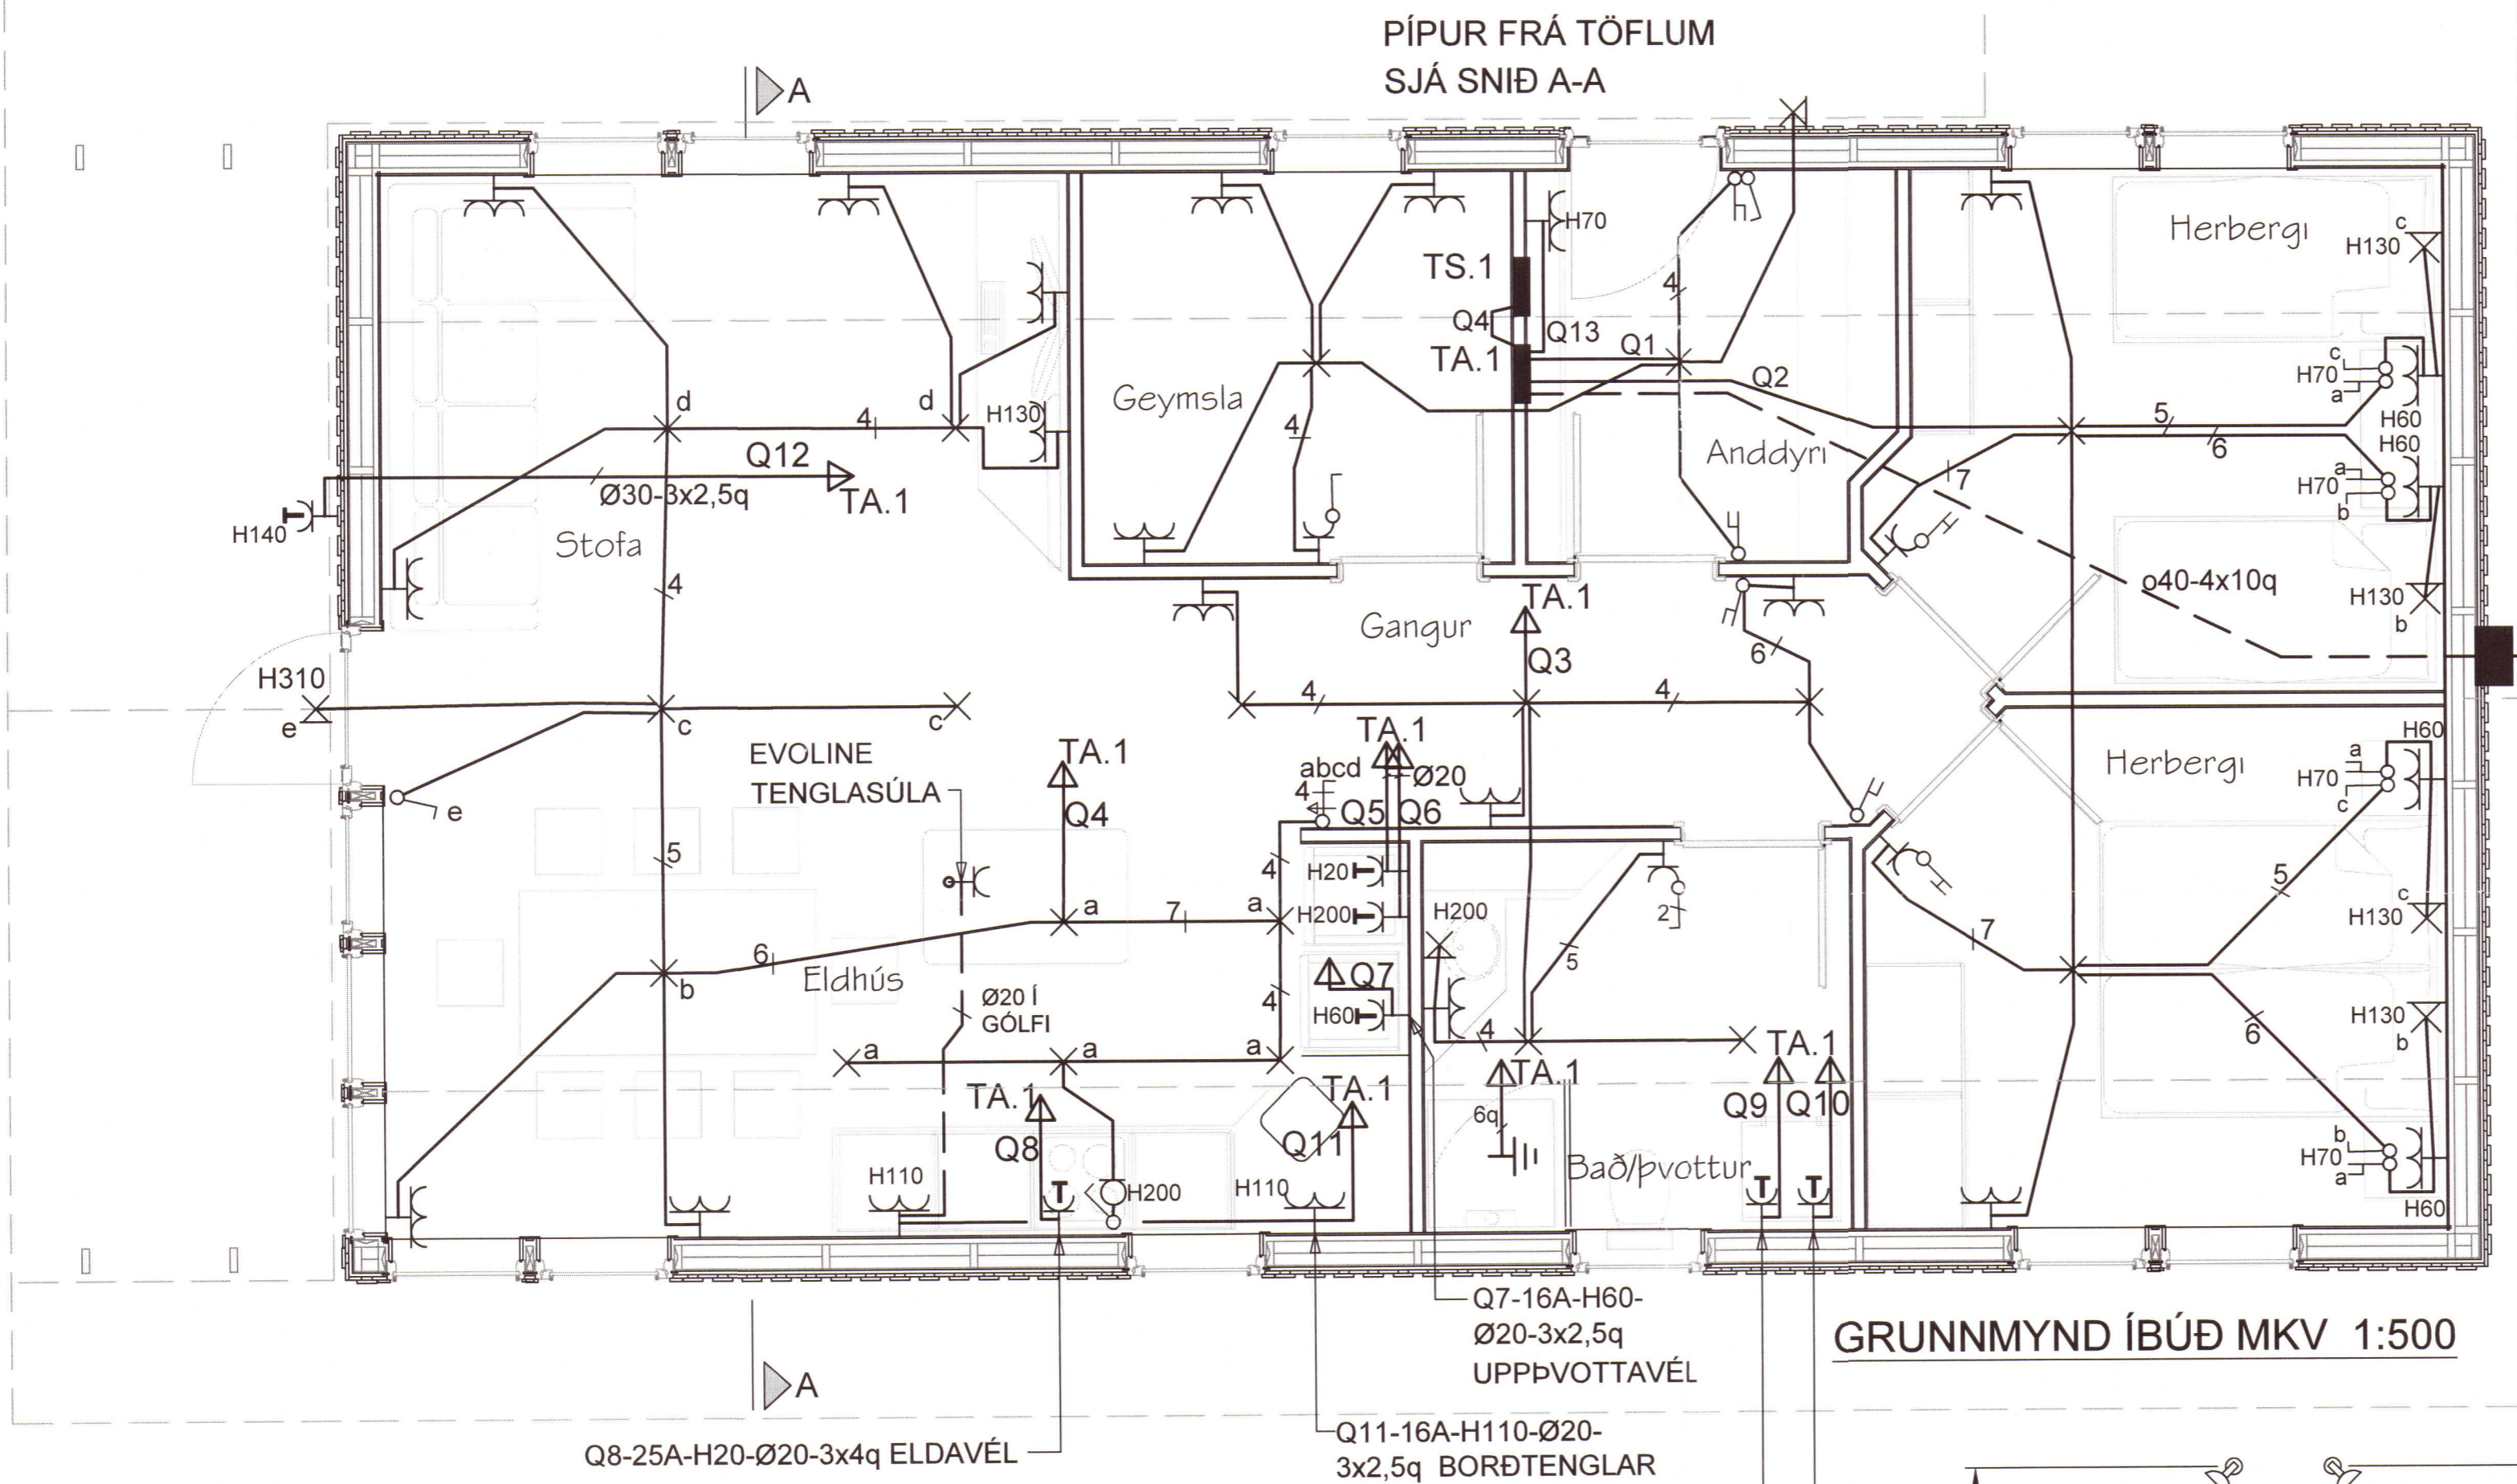 PÍPUR FRÁ TÖFLUM
SJÁ SNIÐ A-A
A
H70
TS.1
Q4
Q13
TA.1
Q1
Q2
4
Herbergi
c
H130
c
H70
a
H60
H60
a
H70
b
5
6
7
Geymsla
4
Anddyri
d
4
d
H130
Q12
Ø30-3x2,5q
TA.1
H140
Stofa
4
o40-4x10q
H130
b
TA.1
Gangur
Q3
6
4
4
H310
e
c
c
e
EVOLINE
TENGLASÚLA
TA.1
Q4
TA.1
abcd
4
Ø20
Q5
Q6
Herbergi
H60
a
H70
c
5
4
H20
H200
H200
2
5
c
H130
a
7
a
6
b
Eldhús
5
Q7
H60
4
Ø20 Í
GÓLFI
4
7
H130
b
6
a
a
a
TA.1
TA.1
TA.1
TA.1
6q
Q9
Q10
Q8
Q11
H110
H200
H110
Bað/þvottur
b
H70
a
H60
Q7-16A-H60-
Ø20-3x2,5q
UPPÞVOTTAVÉL
GRUNNMYND ÍBÚÐ MKV 1:500
A
Q8-25A-H20-Ø20-3x4q ELDAVÉL
Q11-16A-H110-Ø20-
3x2,5q BORÐTENGLAR